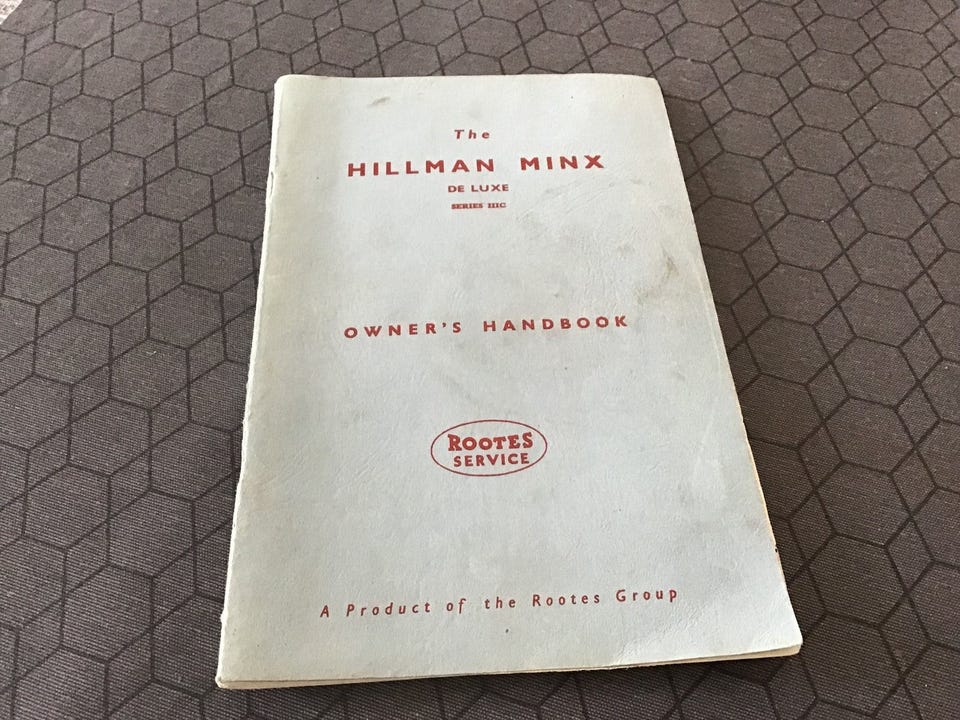 The
HILLMAN MINX
DE LUXE
SERIES IIIC
OWNER'S HANDBOOK
ROOTES
SERVICE
A Product of the Rootes Group